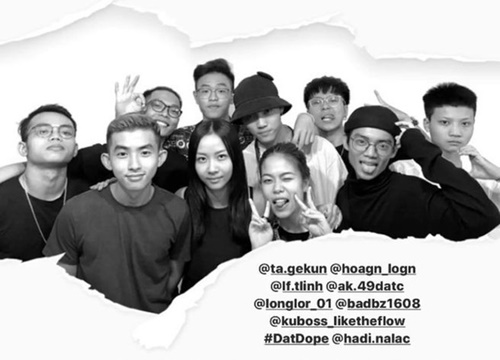 @ta.gekun @hoagn_logn
@lf.tlinh @ak.49datc
@longlor_01 @badbz1608
@kuboss_liketheflow
#DatDope @hadi.nalac